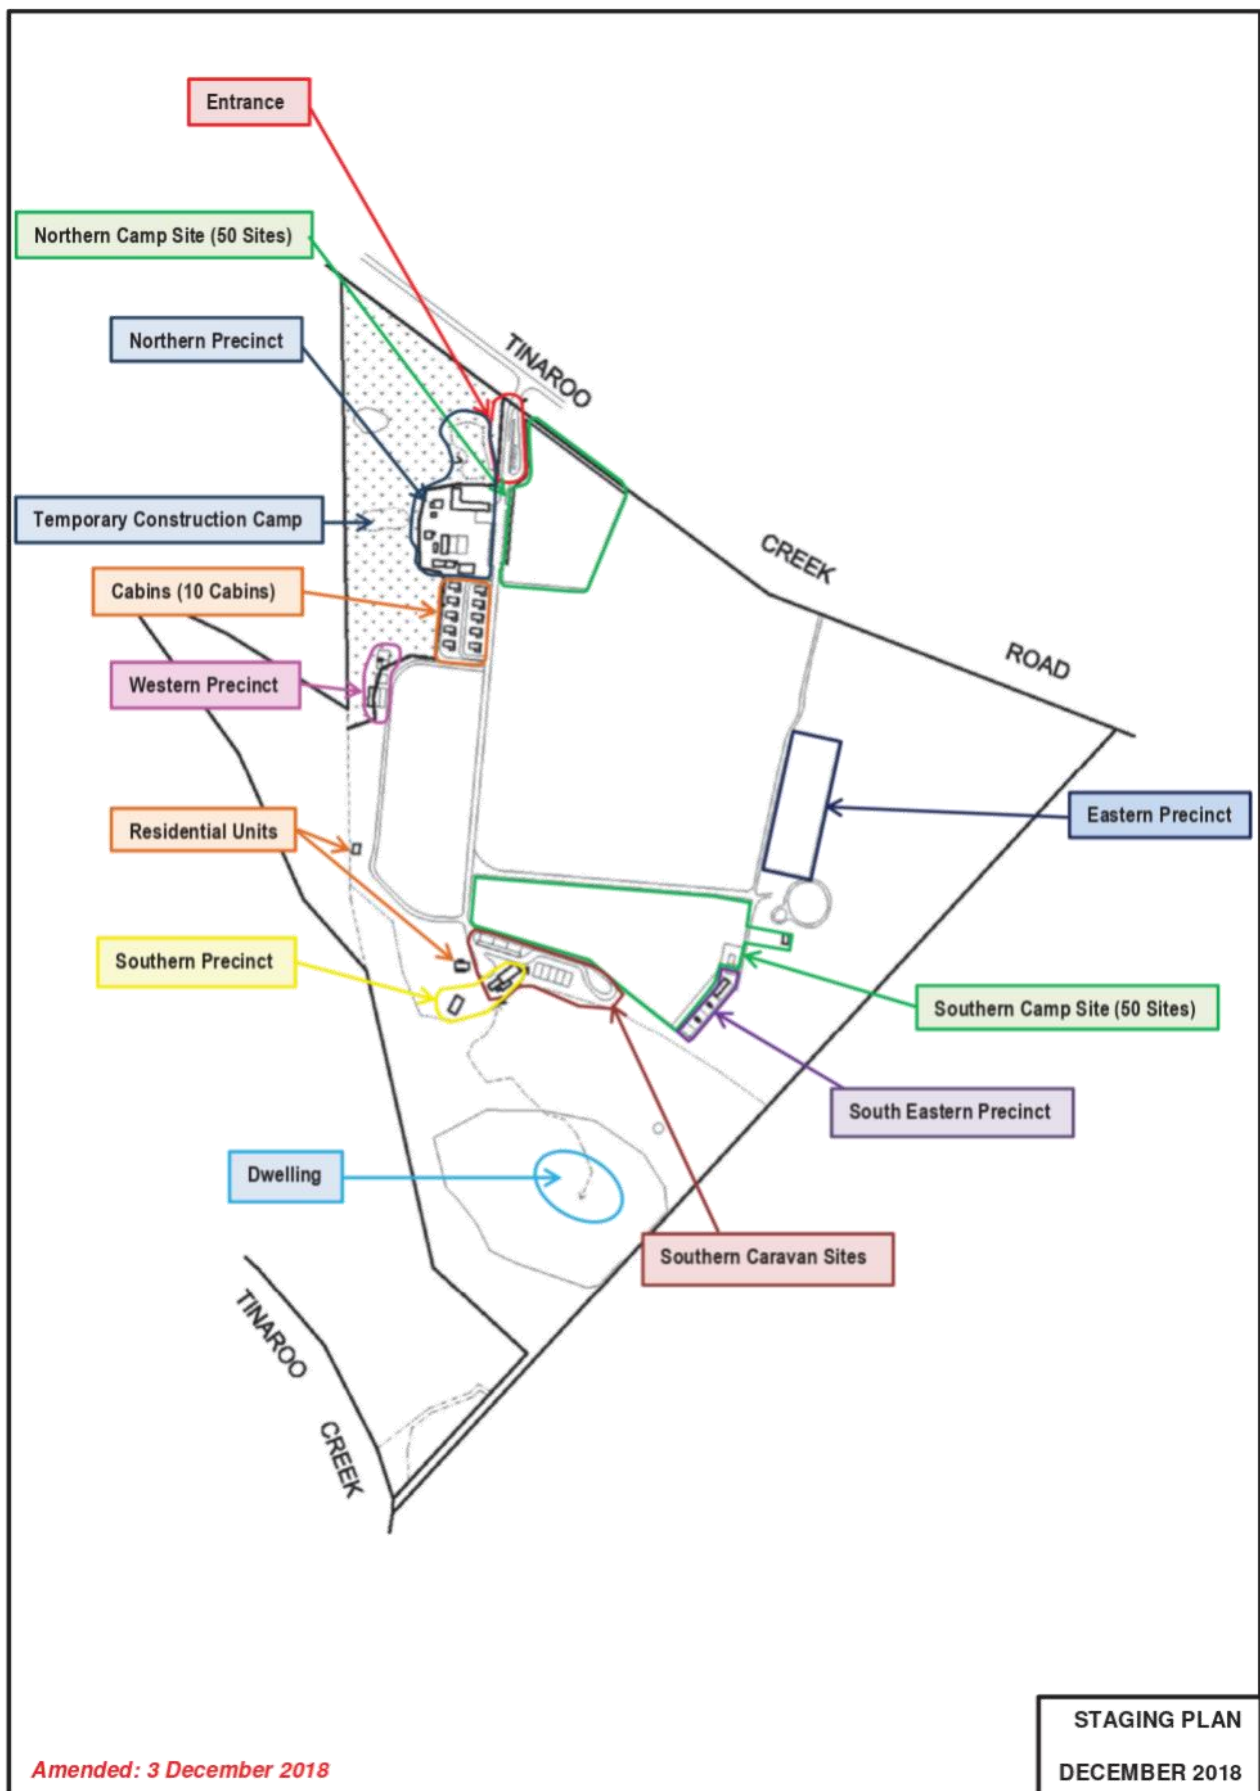 Entrance
Northern Camp Site (50 Sites)
Northern Precinct
TINAROO
Temporary Construction Camp
CREEK
Cabins (10 Cabins)
ROAD
Western Precinct
Eastern Precinct
Residential Units
Southern Precinct
Southern Camp Site (50 Sites)
South Eastern Precinct
Dwelling
Southern Caravan Sites
TINAROO
CREEK
STAGING PLAN
DECEMBER 2018
Amended: 3 December 2018